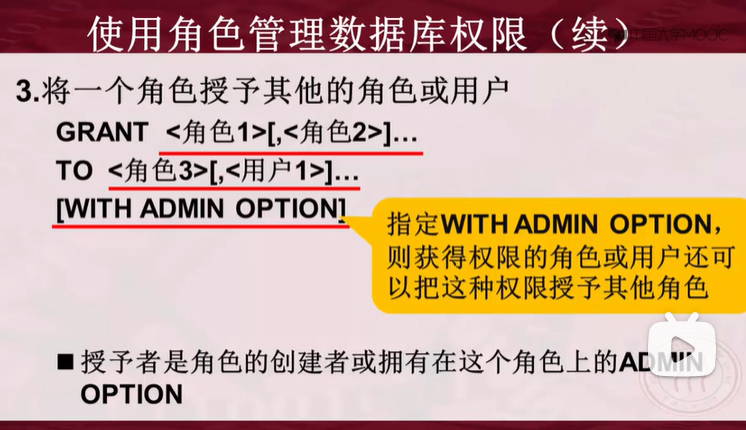 使用角色管理数据库权限（续）
3.将一个角色授予其他的角色或用户
GRANT <角色1>[,<角色2>]…
TO <角色3>[,<用户1>]…
[WITH ADMIN OPTION]
指定WITH ADMIN OPTION，
则获得权限的角色或用户还可
以把这种权限授予其他角色
■授予者是角色的创建者或拥有在这个角色上的ADMIN
OPTION